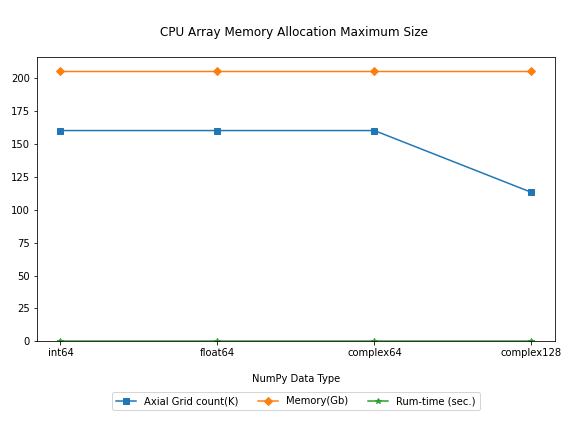 CPU Array Memory Allocation Maximum Size
200
175
150
125
100
75
50
25
0
int64 float64 complex64 complex128
NumPy Data Type
Axial Grid count(K) Memory(Gb) Rum-time (sec.)